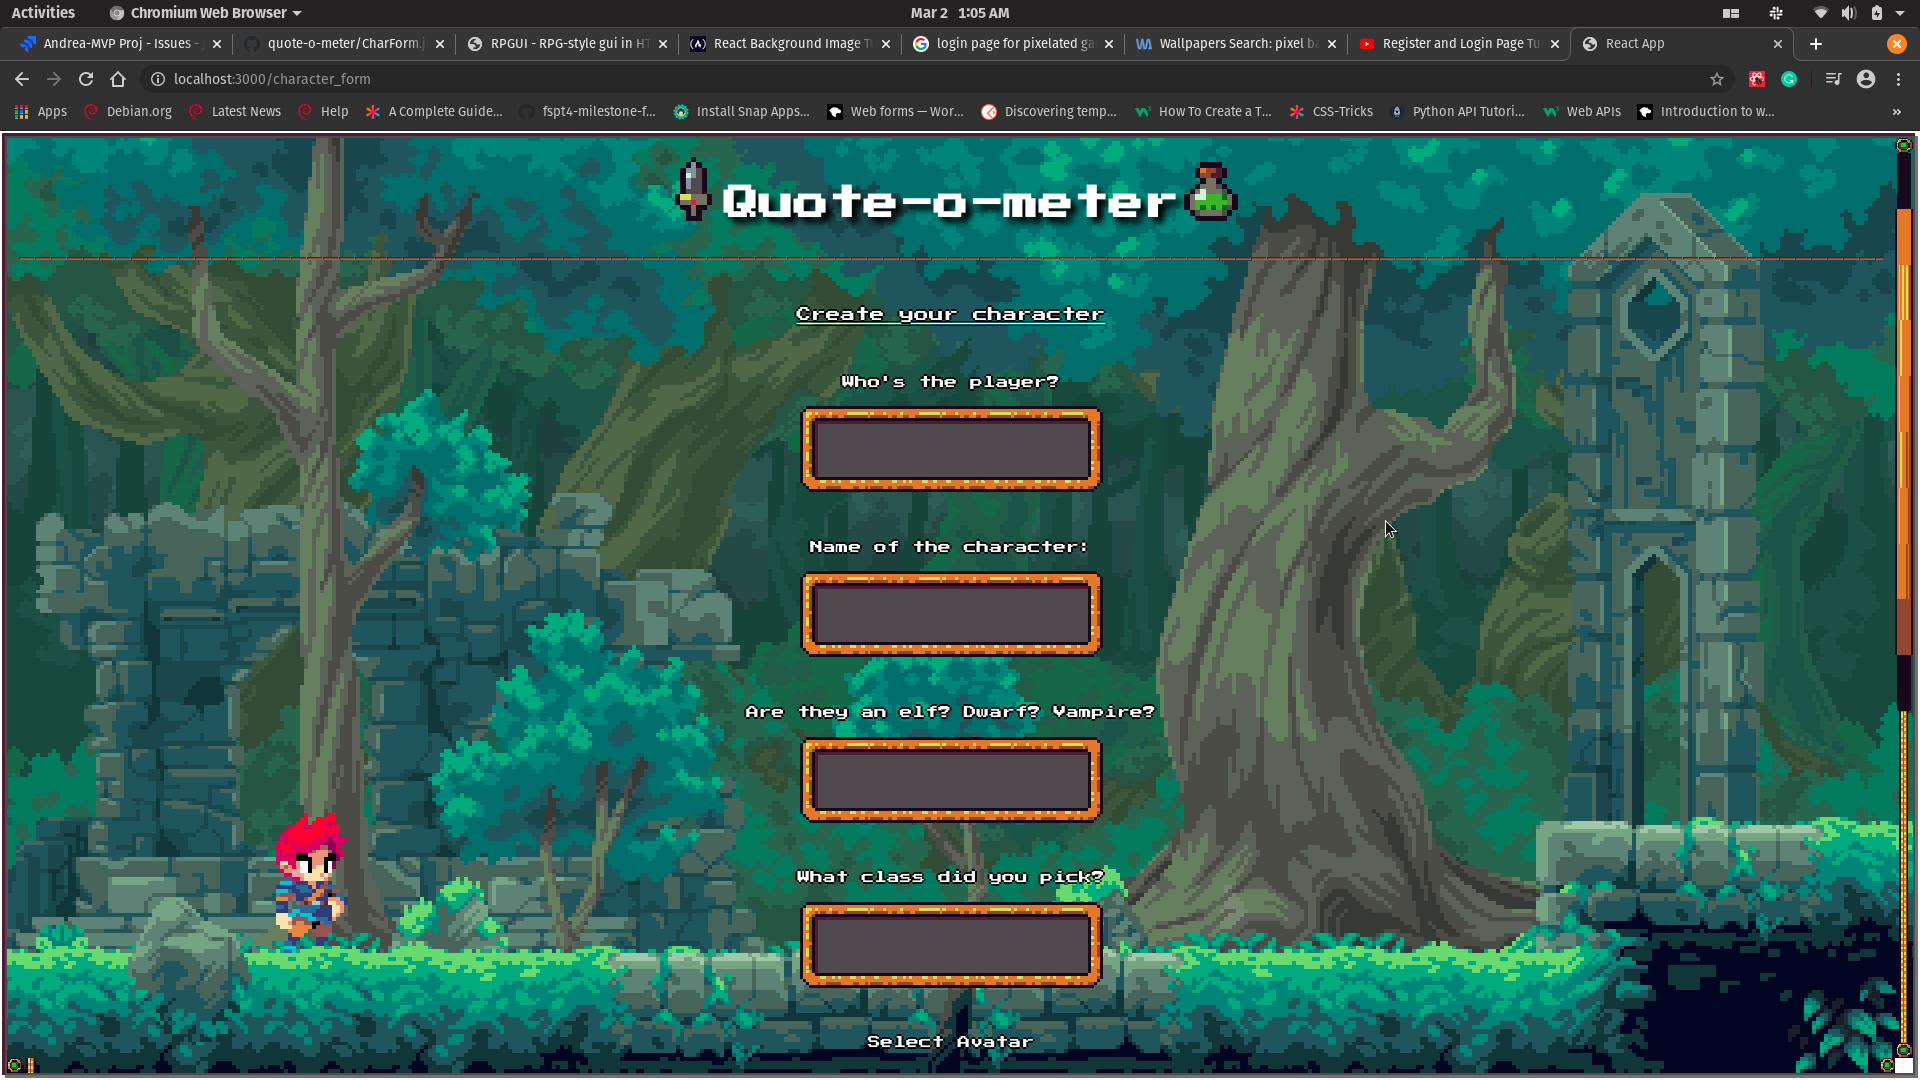 Activities
Chromium Web Browser
Mar 2 1:05 AM
Andrea-MVP Proj - Issues -
quote-o-meter/CharForm.j
RPGUI - RPG-style gui in HT
React Background Image T
login page for pixelated ga
Wallpapers Search: pixel b
Register and Login Page Tu
React App
localhost:3000/character_form
Apps
Debian.org
Latest News
Help
A Complete Guide...
fspt4-milestone-f...
Install Snap Apps...
Web forms — Wor...
Discovering temp...
How To Create a T...
CSS-Tricks
Python API Tutori...
Web APIs
Introduction to w...
»
Quote-o-meter
Create your character
Who's the player?
Name of the character:
Are they an elf? Dwarf? Vampire?
What class did you pick?
Select Avatar